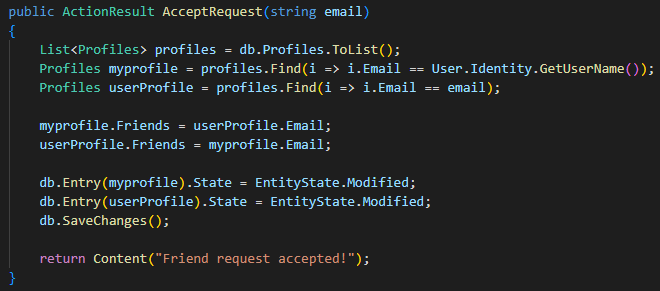 public ActionResult AcceptRequest(string email)
{
    List<Profiles> profiles = db.Profiles.ToList();
    Profiles myprofile = profiles.Find(i => i.Email == User.Identity.GetUserName());
    Profiles userProfile = profiles.Find(i => i.Email == email);

    myprofile.Friends = userProfile.Email;
    userProfile.Friends = myprofile.Email;

    db.Entry(myprofile).State = EntityState.Modified;
    db.Entry(userProfile).State = EntityState.Modified;
    db.SaveChanges();

    return Content("Friend request accepted!");
}